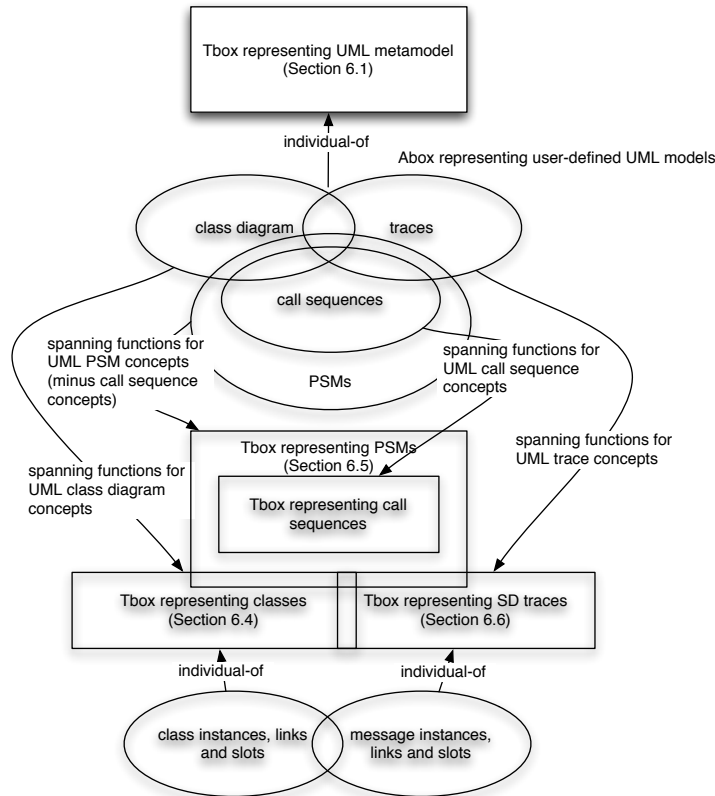 Tbox representing UML metamodel
(Section 6.1)
individual-of
Abox representing user-defined UML models
class diagram
traces
call sequences
spanning functions for
UML PSM concepts
(minus call sequence
concepts)
spanning functions for
UML call sequence
concepts
PSMs
Tbox representing PSMs
(Section 6.5)
spanning functions for
UML trace concepts
spanning functions for
UML class diagram
concepts
Tbox representing call
sequences
Tbox representing classes
(Section 6.4)
Tbox representing SD traces
(Section 6.6)
individual-of
individual-of
class instances, links
and slots
message instances,
links and slots